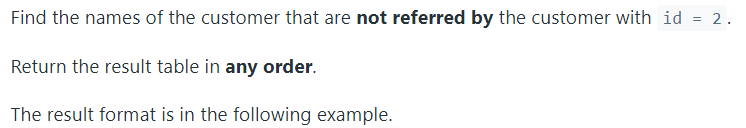 Find the names of the customer that are not referred by the customer with id = 2.
Return the result table in any order.
The result format is in the following example.